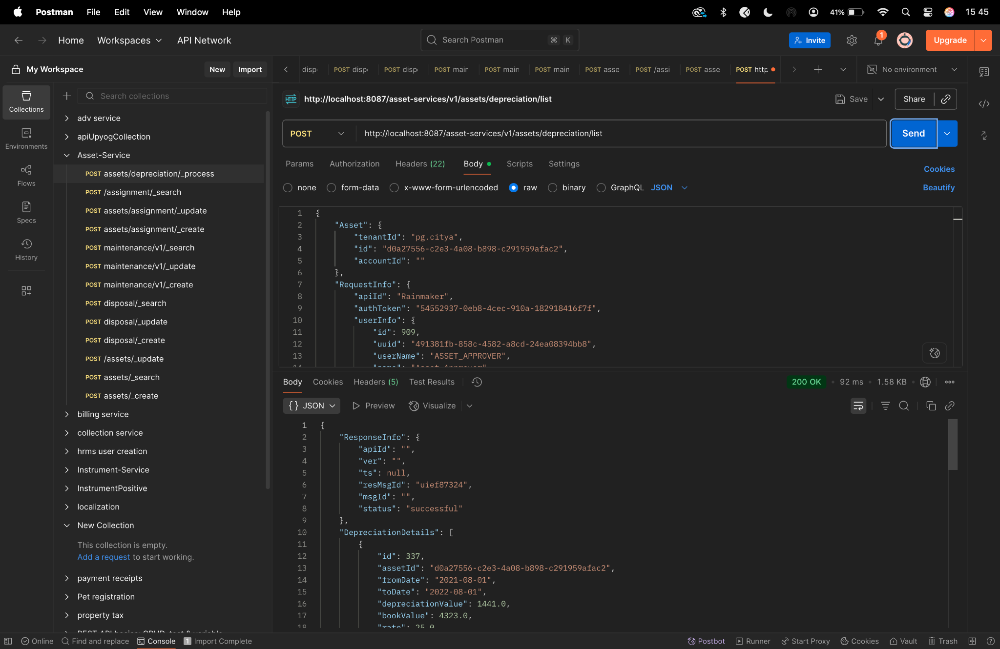 Postman File Edit View Window Help 41% 15 45
Home Workspaces API Network Search Postman ⌘ K Invite 1 Upgrade
My Workspace New Import
disp POST disp POST disp POST main POST main POST main POST asse POST /assi POST asse POST http No environment
Search collections
Collections
Environments
Flows
Specs
History
adv service
apiUpyogCollection
Asset-Service
POST assets/depreciation/_process
POST /assignment/_search
POST assets/assignment/_update
POST assets/assignment/_create
POST maintenance/v1/_search
POST maintenance/v1/_update
POST maintenance/v1/_create
POST disposal/_search
POST disposal/_update
POST disposal/_create
POST /assets/_update
POST assets/_search
POST assets/_create
billing service
collection service
hrms user creation
Instrument-Service
InstrumentPositive
localization
New Collection
This collection is empty.
Add a request to start working.
payment receipts
Pet registration
property tax
HTTP http://localhost:8087/asset-services/v1/assets/depreciation/list Save Share
POST http://localhost:8087/asset-services/v1/assets/depreciation/list Send
Params Authorization Headers (22) Body Scripts Settings Cookies
none form-data x-www-form-urlencoded raw binary GraphQL JSON Beautify
1 {
2 "Asset": {
3 "tenantId": "pg.citya",
4 "id": "d0a27556-c2e3-4a08-b898-c291959afac2",
5 "accountId": ""
6 },
7 "RequestInfo": {
8 "apiId": "Rainmaker",
9 "authToken": "54552937-0eb8-4cec-910a-182918416f7f",
10 "userInfo": {
11 "id": 909,
12 "uuid": "491381fb-858c-4582-a8cd-24ea08394bb8",
13 "userName": "ASSET_APPROVER",
Body Cookies Headers (5) Test Results 200 OK 92 ms 1.58 KB
{} JSON Preview Visualize
1 {
2 "ResponseInfo": {
3 "apiId": "",
4 "ver": "",
5 "ts": null,
6 "resMsgId": "uief87324",
7 "msgId": "",
8 "status": "successful"
9 },
10 "DepreciationDetails": [
11 {
12 "id": 337,
13 "assetId": "d0a27556-c2e3-4a08-b898-c291959afac2",
14 "fromDate": "2021-08-01",
15 "toDate": "2022-08-01",
16 "depreciationValue": 1441.0,
17 "bookValue": 4323.0,
18 "rate": 25.0
Online Find and replace Console 1 Import Complete Postbot Runner Start Proxy Cookies Vault Trash